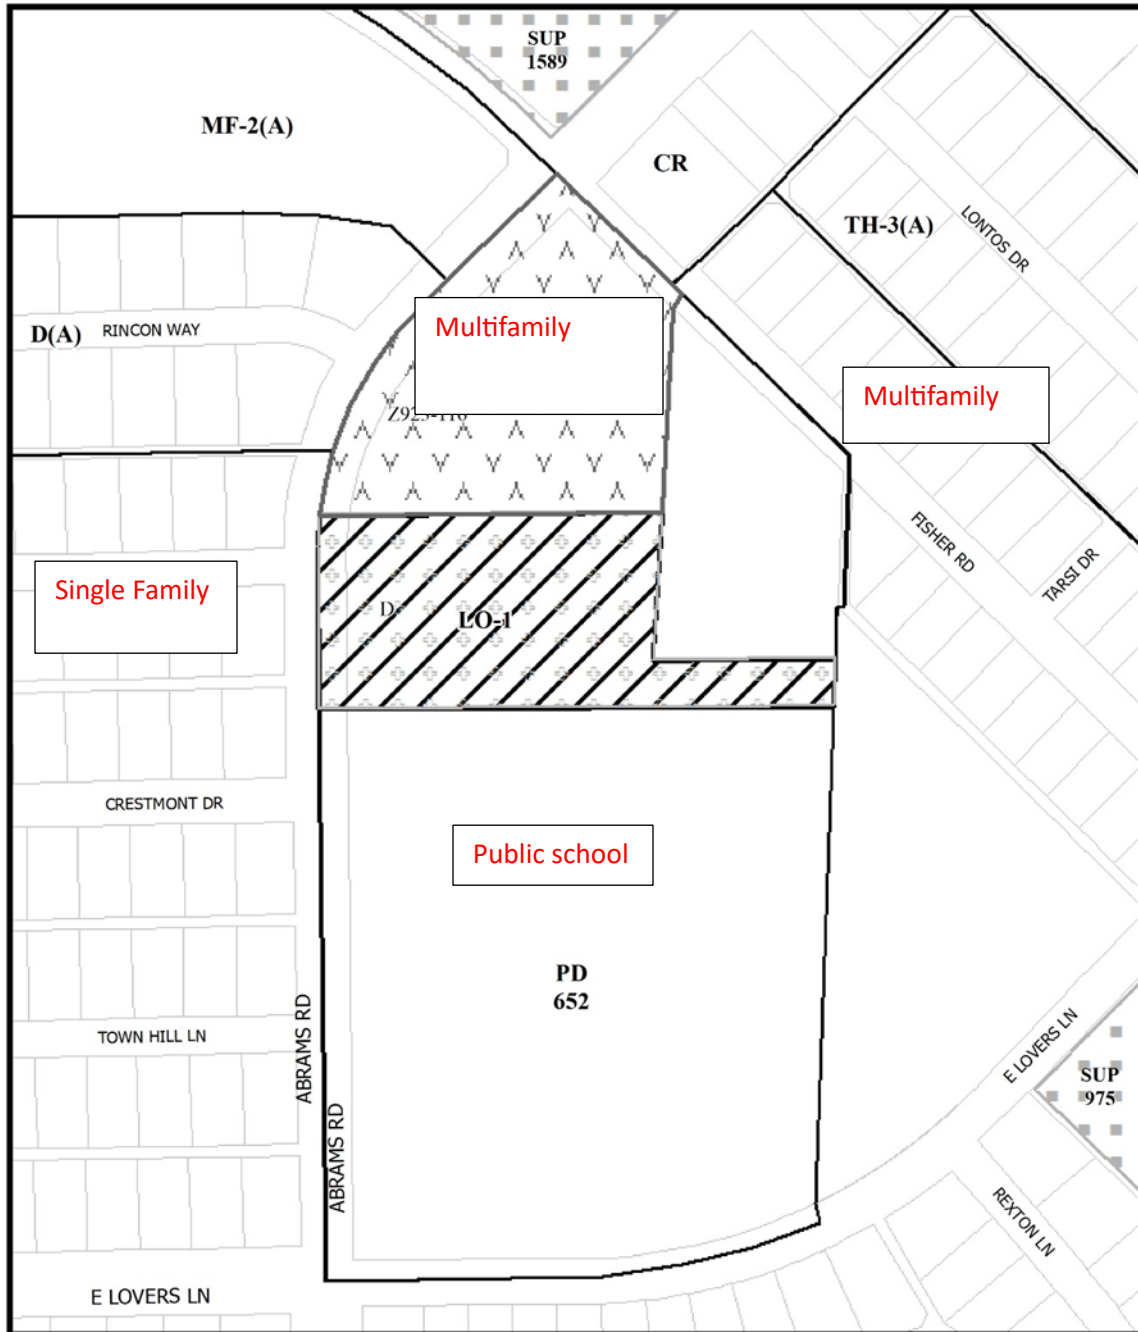 SUP
1589
MF-2(A)
CR
TH-3(A)
LONTOS DR
D(A)
RINCON WAY
Multifamily
Multifamily
FISHER RD
TARSI DR
Single Family
D
LO-1
CRESTMONT DR
Public school
PD
652
TOWN HILL LN
ABRAMS RD
ABRAMS RD
E LOVERS LN
SUP
975
REXTON LN
E LOVERS LN